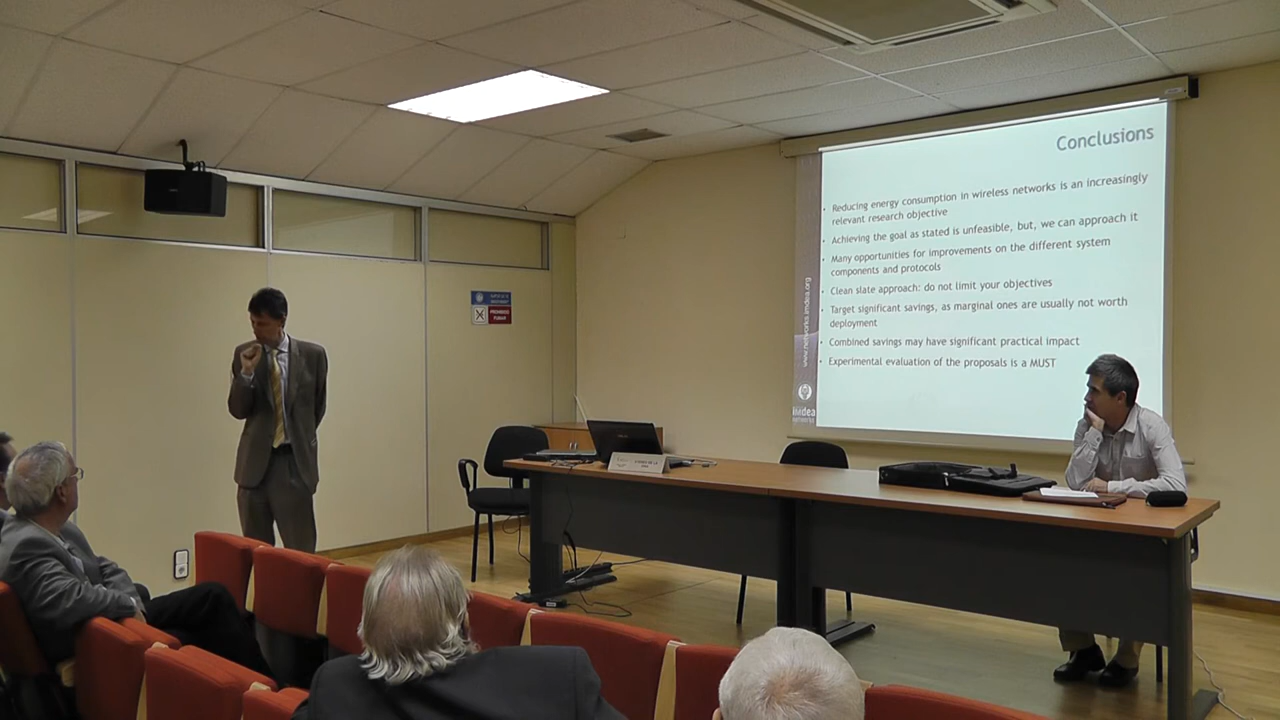 Conclusions
• Reducing energy consumption in wireless networks is an increasingly
relevant research objective
• Achieving the goal as stated is unfeasible, but, we can approach it
• Many opportunities for improvements on the different system
components and protocols
• Clean slate approach: do not limit your objectives
• Target significant savings, as marginal ones are usually not worth
deployment
• Combined savings may have significant practical impact
• Experimental evaluation of the proposals is a MUST
www.networks.imdea.org
imdea
networks
PROHIBIDO
FUMAR